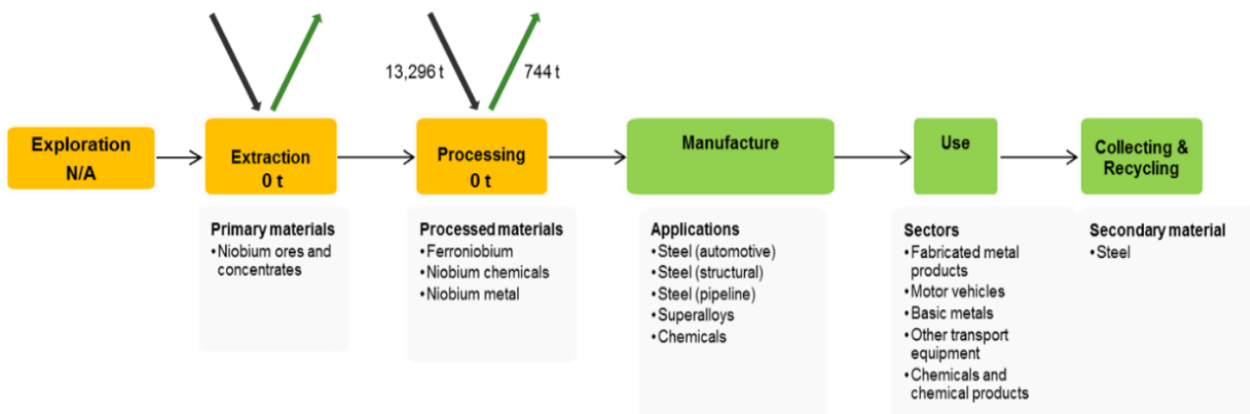 13,296 t
744 t
Exploration
N/A
Extraction
0 t
Processing
0 t
Manufacture
Use
Collecting &
Recycling
Primary materials
•Niobium ores and
concentrates
Processed materials
•Ferroniobium
•Niobium chemicals
•Niobium metal
Applications
•Steel (automotive)
•Steel (structural)
•Steel (pipeline)
•Superalloys
•Chemicals
Sectors
•Fabricated metal
products
•Motor vehicles
•Basic metals
•Other transport
equipment
•Chemicals and
chemical products
Secondary material
•Steel